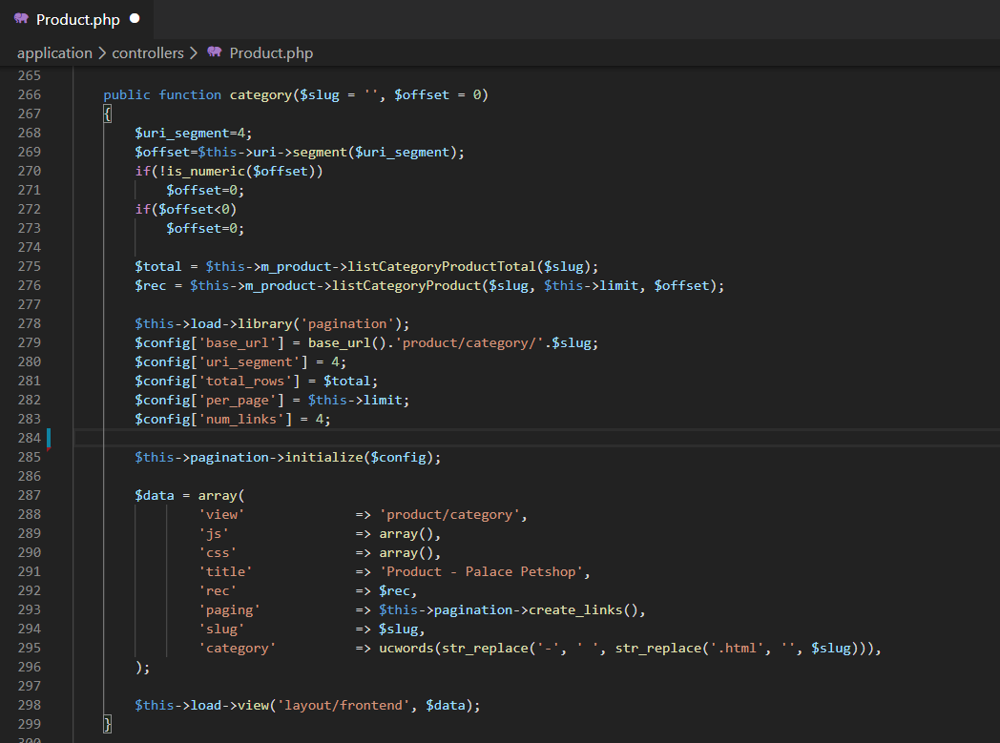 Product.php
application > controllers > Product.php
265
266 public function category($slug = '', $offset = 0)
267 {
268 $uri_segment=4;
269 $offset=$this->uri->segment($uri_segment);
270 if(!is_numeric($offset))
271 $offset=0;
272 if($offset<0)
273 $offset=0;
274
275 $total = $this->m_product->listCategoryProductTotal($slug);
276 $rec = $this->m_product->listCategoryProduct($slug, $this->limit, $offset);
277
278 $this->load->library('pagination');
279 $config['base_url'] = base_url().'product/category/'.$slug;
280 $config['uri_segment'] = 4;
281 $config['total_rows'] = $total;
282 $config['per_page'] = $this->limit;
283 $config['num_links'] = 4;
284
285 $this->pagination->initialize($config);
286
287 $data = array(
288 'view' => 'product/category',
289 'js' => array(),
290 'css' => array(),
291 'title' => 'Product - Palace Petshop',
292 'rec' => $rec,
293 'paging' => $this->pagination->create_links(),
294 'slug' => $slug,
295 'category' => ucwords(str_replace('-', ' ', str_replace('.html', '', $slug))),
296 );
297
298 $this->load->view('layout/frontend', $data);
299 }
300